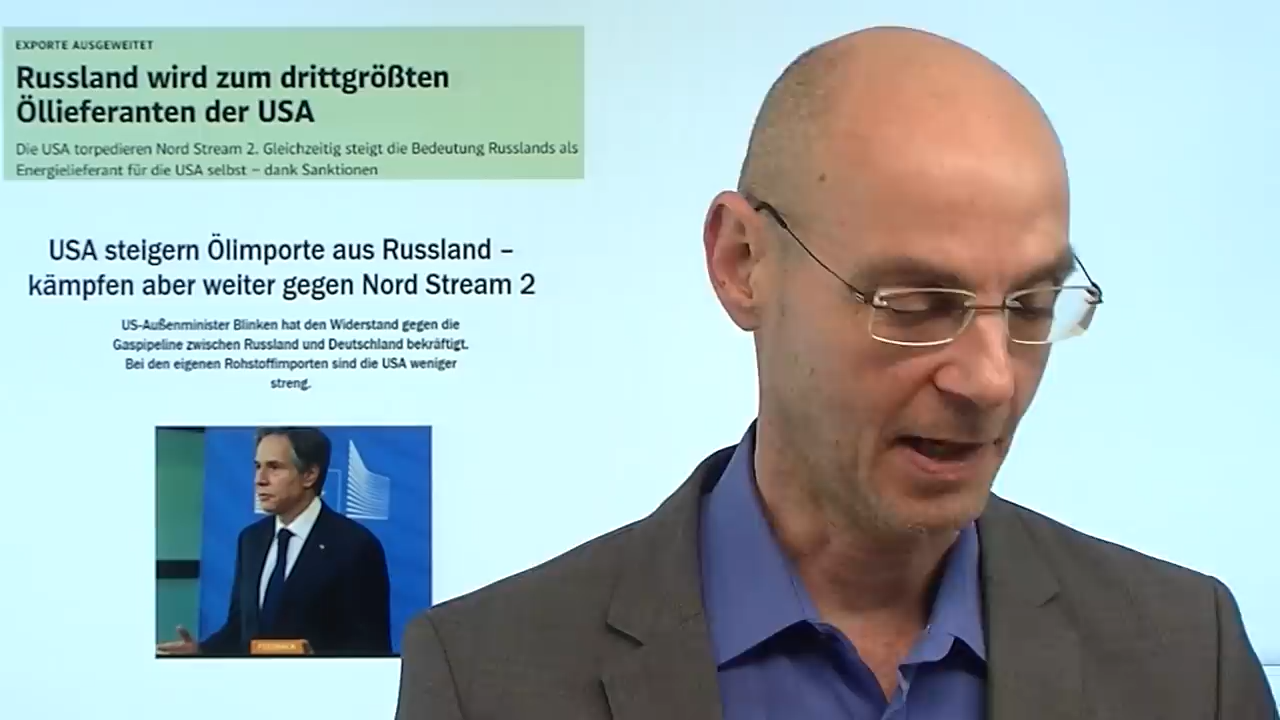 EXPORTE AUSGEWEITET
Russland wird zum drittgrößten
Öllieferanten der USA
Die USA torpedieren Nord Stream 2. Gleichzeitig steigt die Bedeutung Russlands als
Energielieferant für die USA selbst – dank Sanktionen
USA steigern Ölimporte aus Russland –
kämpfen aber weiter gegen Nord Stream 2
US-Außenminister Blinken hat den Widerstand gegen die
Gaspipeline zwischen Russland und Deutschland bekräftigt.
Bei den eigenen Rohstoffimporten sind die USA weniger
streng.